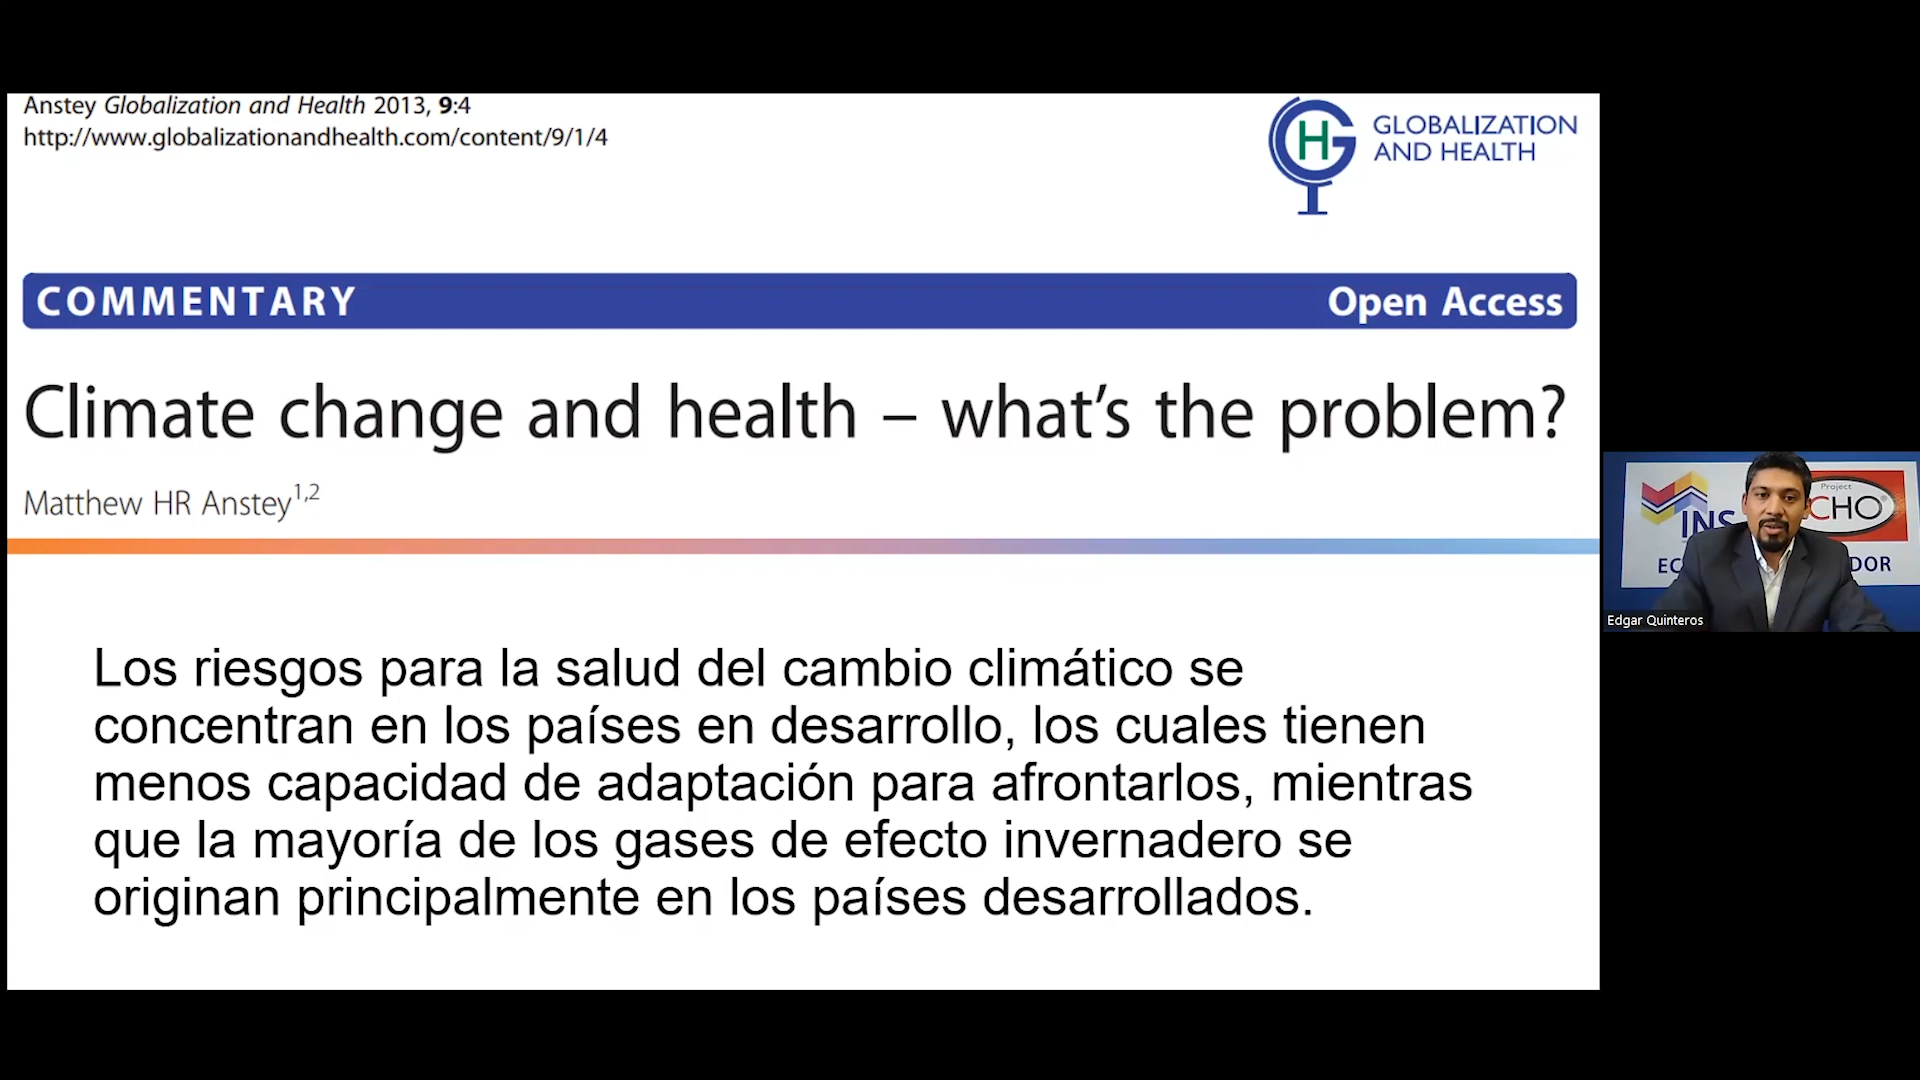 Anstey Globalization and Health 2013, 9:4
http://www.globalizationandhealth.com/content/9/1/4
GLOBALIZATION
AND HEALTH
COMMENTARY
Open Access
Climate change and health – what's the problem?
Matthew HR Anstey1,2
Los riesgos para la salud del cambio climático se
concentran en los países en desarrollo, los cuales tienen
menos capacidad de adaptación para afrontarlos, mientras
que la mayoría de los gases de efecto invernadero se
originan principalmente en los países desarrollados.
INS
Project
CHO
DOR
Edgar Quinteros